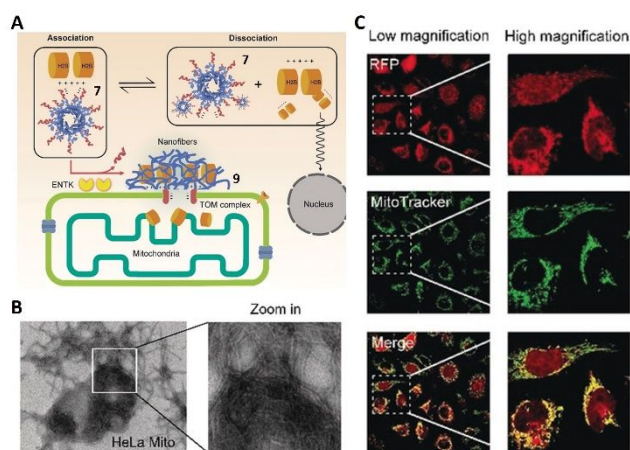 A
Association
Dissociation
H2B
H2B
+ + + + +
7
7
+
+ + + + +
H2B
H2B
Nanofibers
9
ENTK
TOM complex
Mitochondria
Nucleus
B
Zoom in
HeLa Mito
C
Low magnification
High magnification
RFP
MitoTracker
Merge